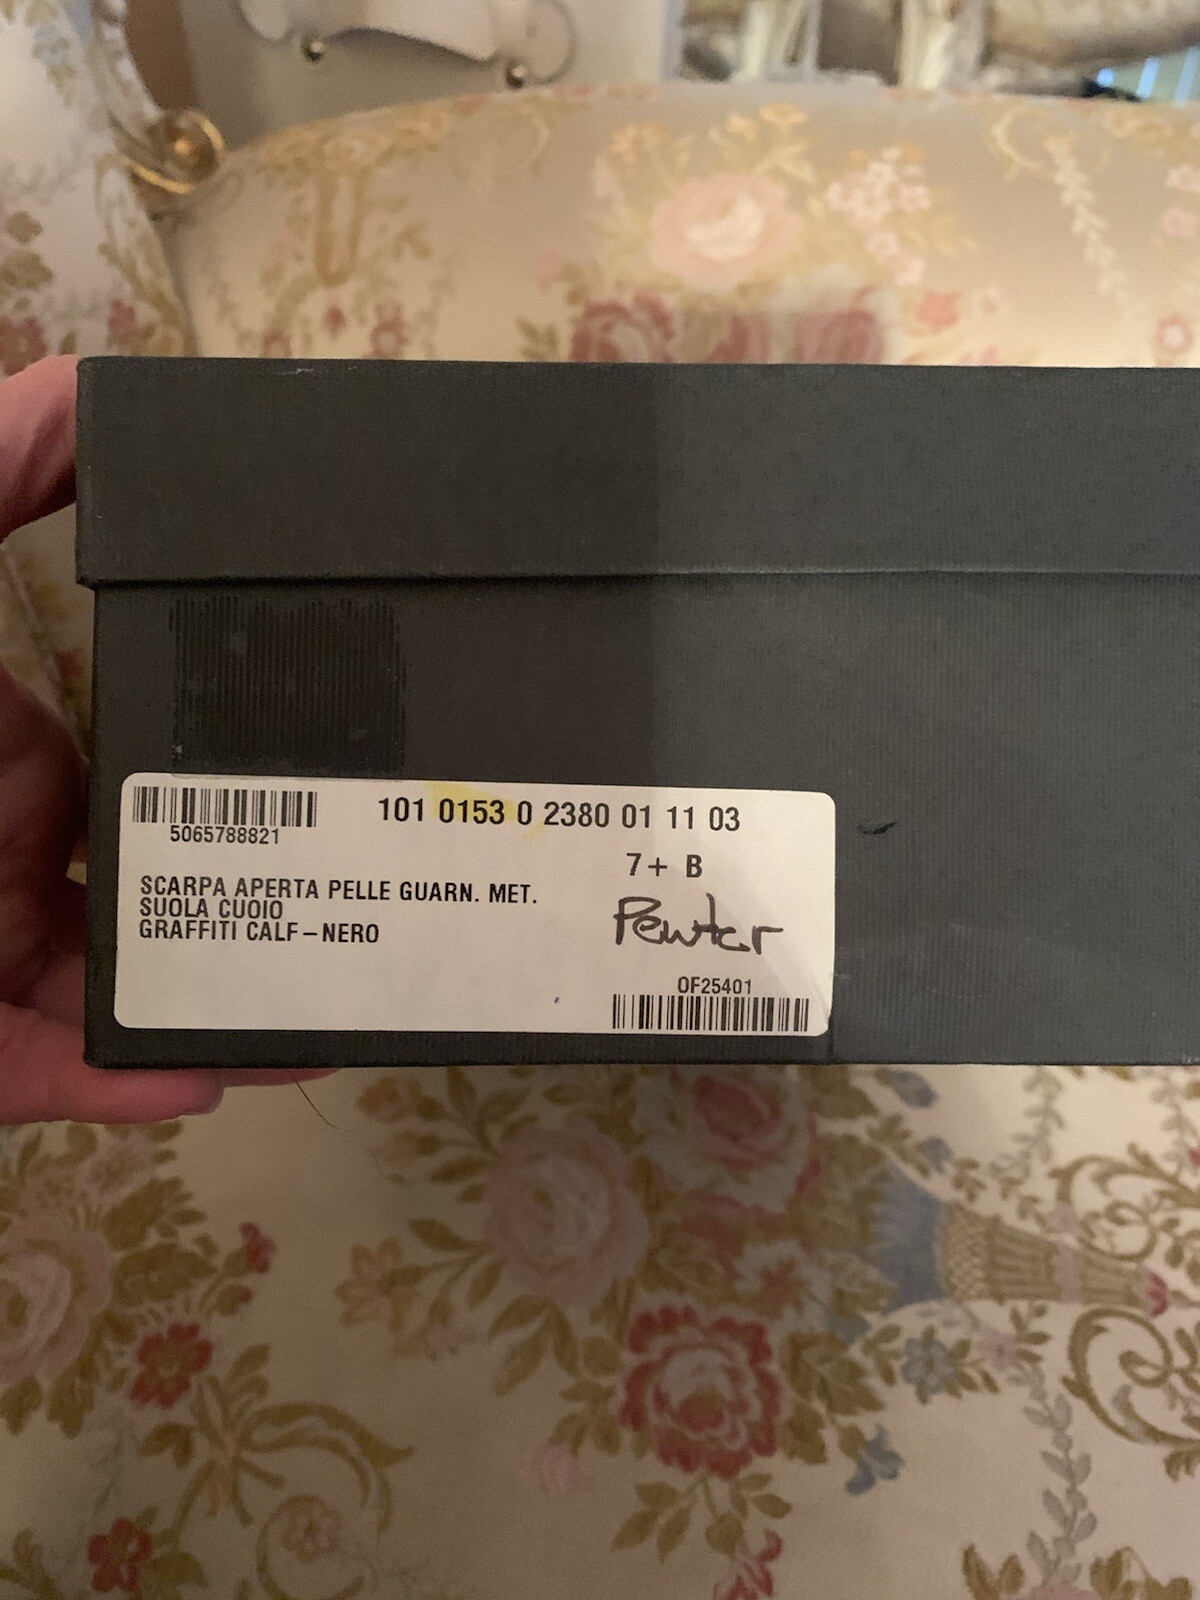 101 0153 0 2380 01 11 03
5065788821
7+ B
SCARPA APERTA PELLE GUARN. MET.
SUOLA CUOIO
GRAFFITI CALF-NERO
Pewter
OF25401